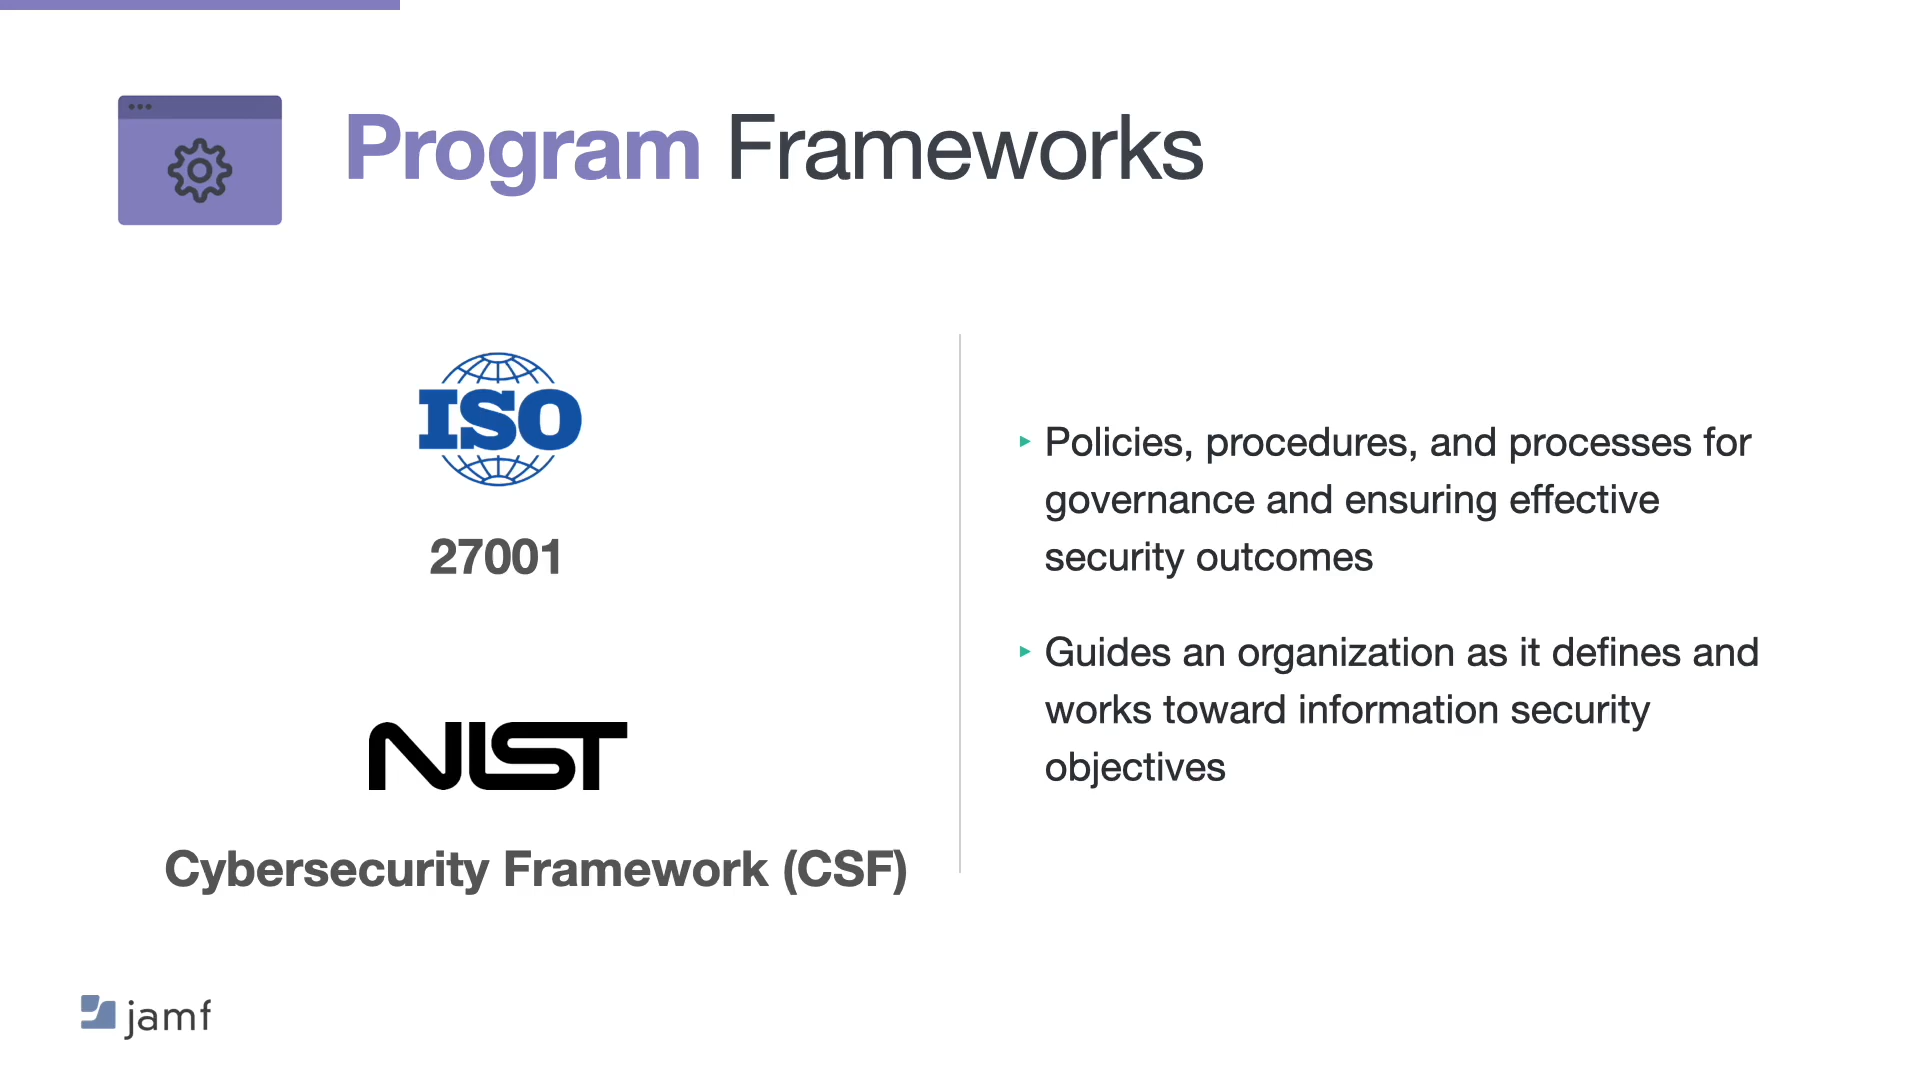 Program Frameworks
ISO
27001
NIST
Cybersecurity Framework (CSF)
Policies, procedures, and processes for
governance and ensuring effective
security outcomes
Guides an organization as it defines and
works toward information security
objectives
jamf